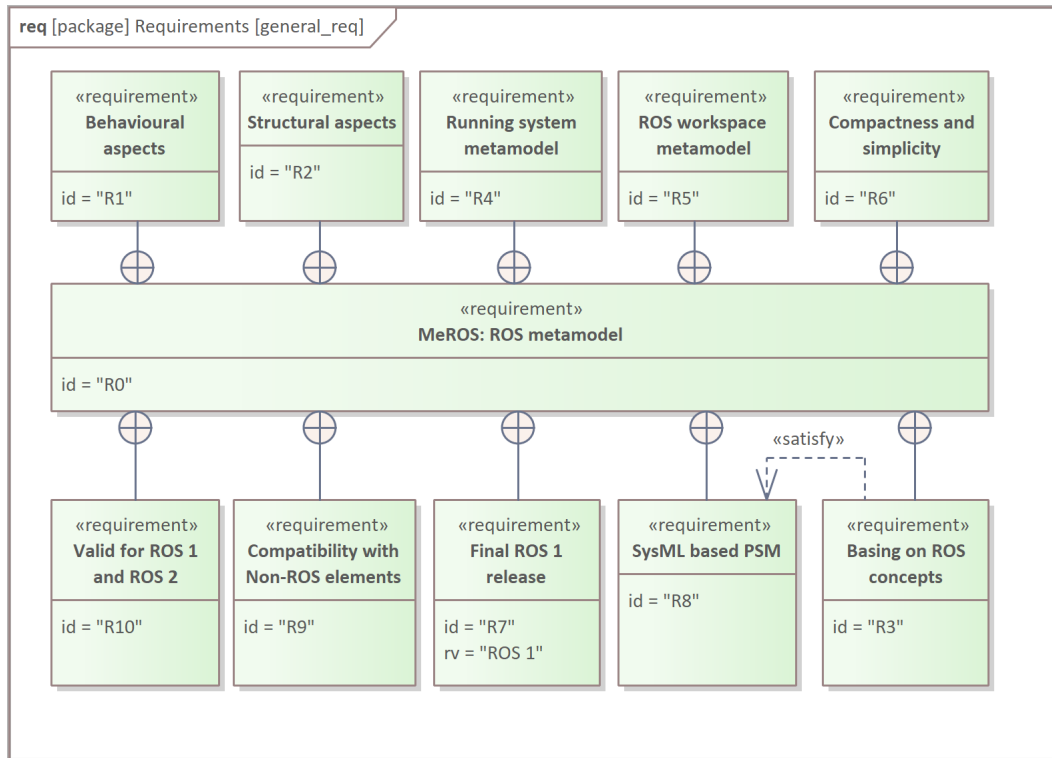 req [package] Requirements [general_req]
«requirement»
Behavioural
aspects
id = "R1"
«requirement»
Structural aspects
id = "R2"
«requirement»
Running system
metamodel
id = "R4"
«requirement»
ROS workspace
metamodel
id = "R5"
«requirement»
Compactness and
simplicity
id = "R6"
«requirement»
MeROS: ROS metamodel
id = "R0"
«satisfy»
«requirement»
Valid for ROS 1
and ROS 2
id = "R10"
«requirement»
Compatibility with
Non-ROS elements
id = "R9"
«requirement»
Final ROS 1
release
id = "R7"
rv = "ROS 1"
«requirement»
SysML based PSM
id = "R8"
«requirement»
Basing on ROS
concepts
id = "R3"